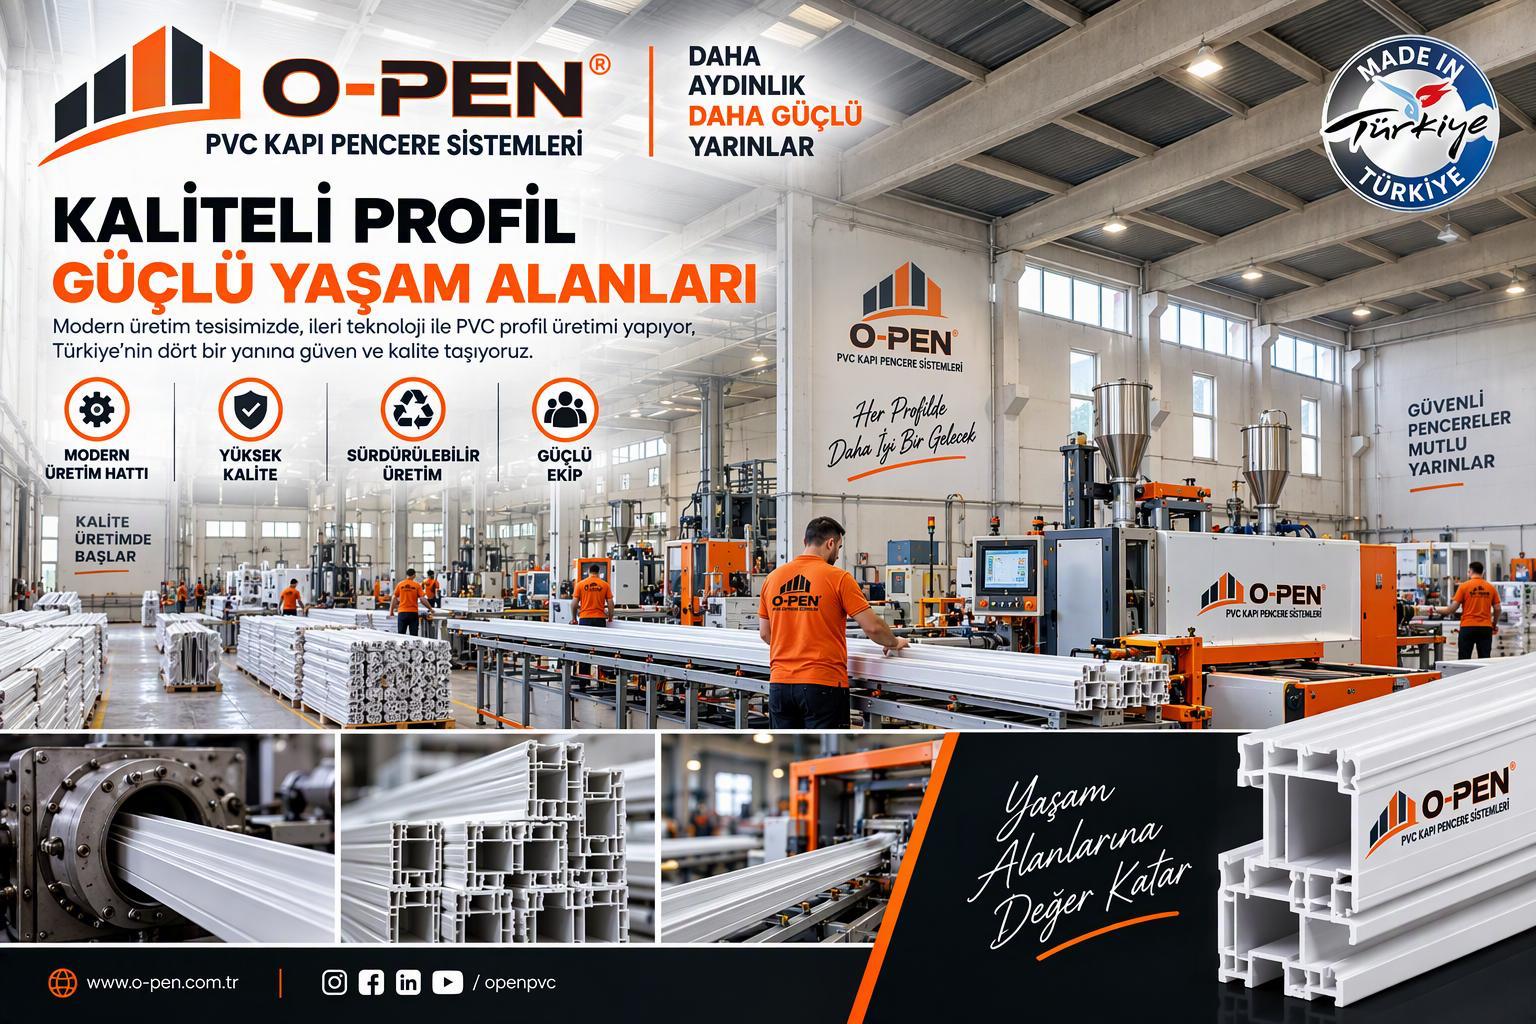 O-PEN®
PVC KAPI PENCERE SİSTEMLERİ
DAHA
AYDINLIK
DAHA GÜÇLÜ
YARINLAR
MADE IN
Türkiye
TÜRKİYE
KALİTELİ PROFİL
GÜÇLÜ YAŞAM ALANLARI
Modern üretim tesisimizde, ileri teknoloji ile PVC profil üretimi yapıyor,
Türkiye'nin dört bir yanına güven ve kalite taşıyoruz.
MODERN
ÜRETİM HATTI
YÜKSEK
KALİTE
SÜRDÜRÜLEBİLİR
ÜRETİM
GÜÇLÜ
EKİP
O-PEN®
PVC KAPI PENCERE SİSTEMLERİ
Her Profilde
Daha İyi Bir Gelecek
GÜVENLİ
PENCERELER
MUTLU
YARINLAR
KALİTE
ÜRETİMDE
BAŞLAR
O-PEN
O-PEN®
PVC KAPI PENCERE SİSTEMLERİ
Yaşam
Alanlarına
Değer Katar
O-PEN®
PVC KAPI PENCERE SİSTEMLERİ
www.o-pen.com.tr
/ openpvc